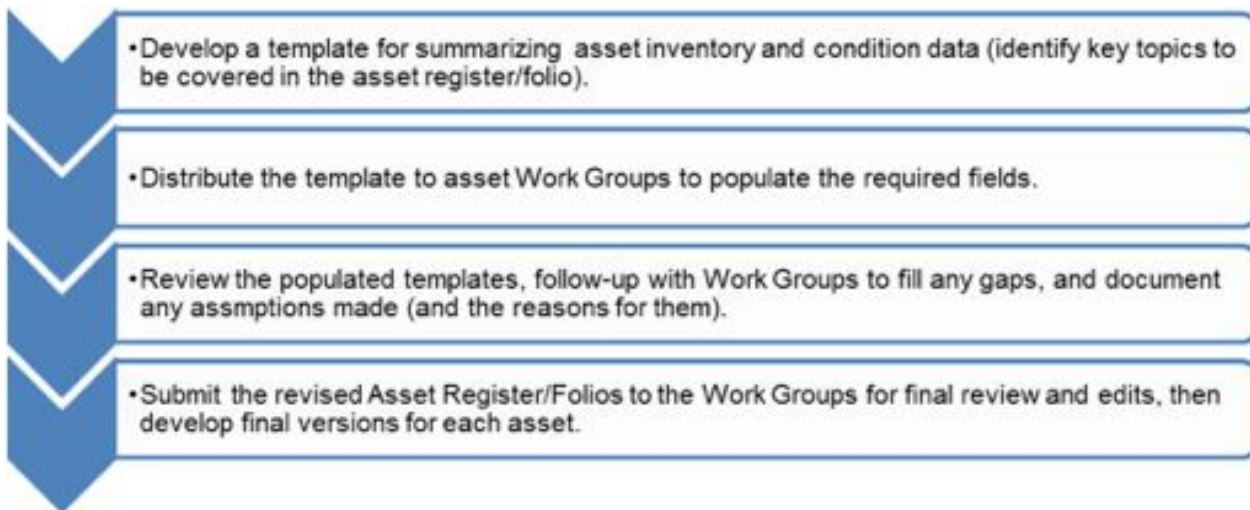 •Develop a template for summarizing asset inventory and condition data (identify key topics to
be covered in the asset register/folio).
•Distribute the template to asset Work Groups to populate the required fields.
•Review the populated templates, follow-up with Work Groups to fill any gaps, and document
any assmptions made (and the reasons for them).
•Submit the revised Asset Register/Folios to the Work Groups for final review and edits, then
develop final versions for each asset.